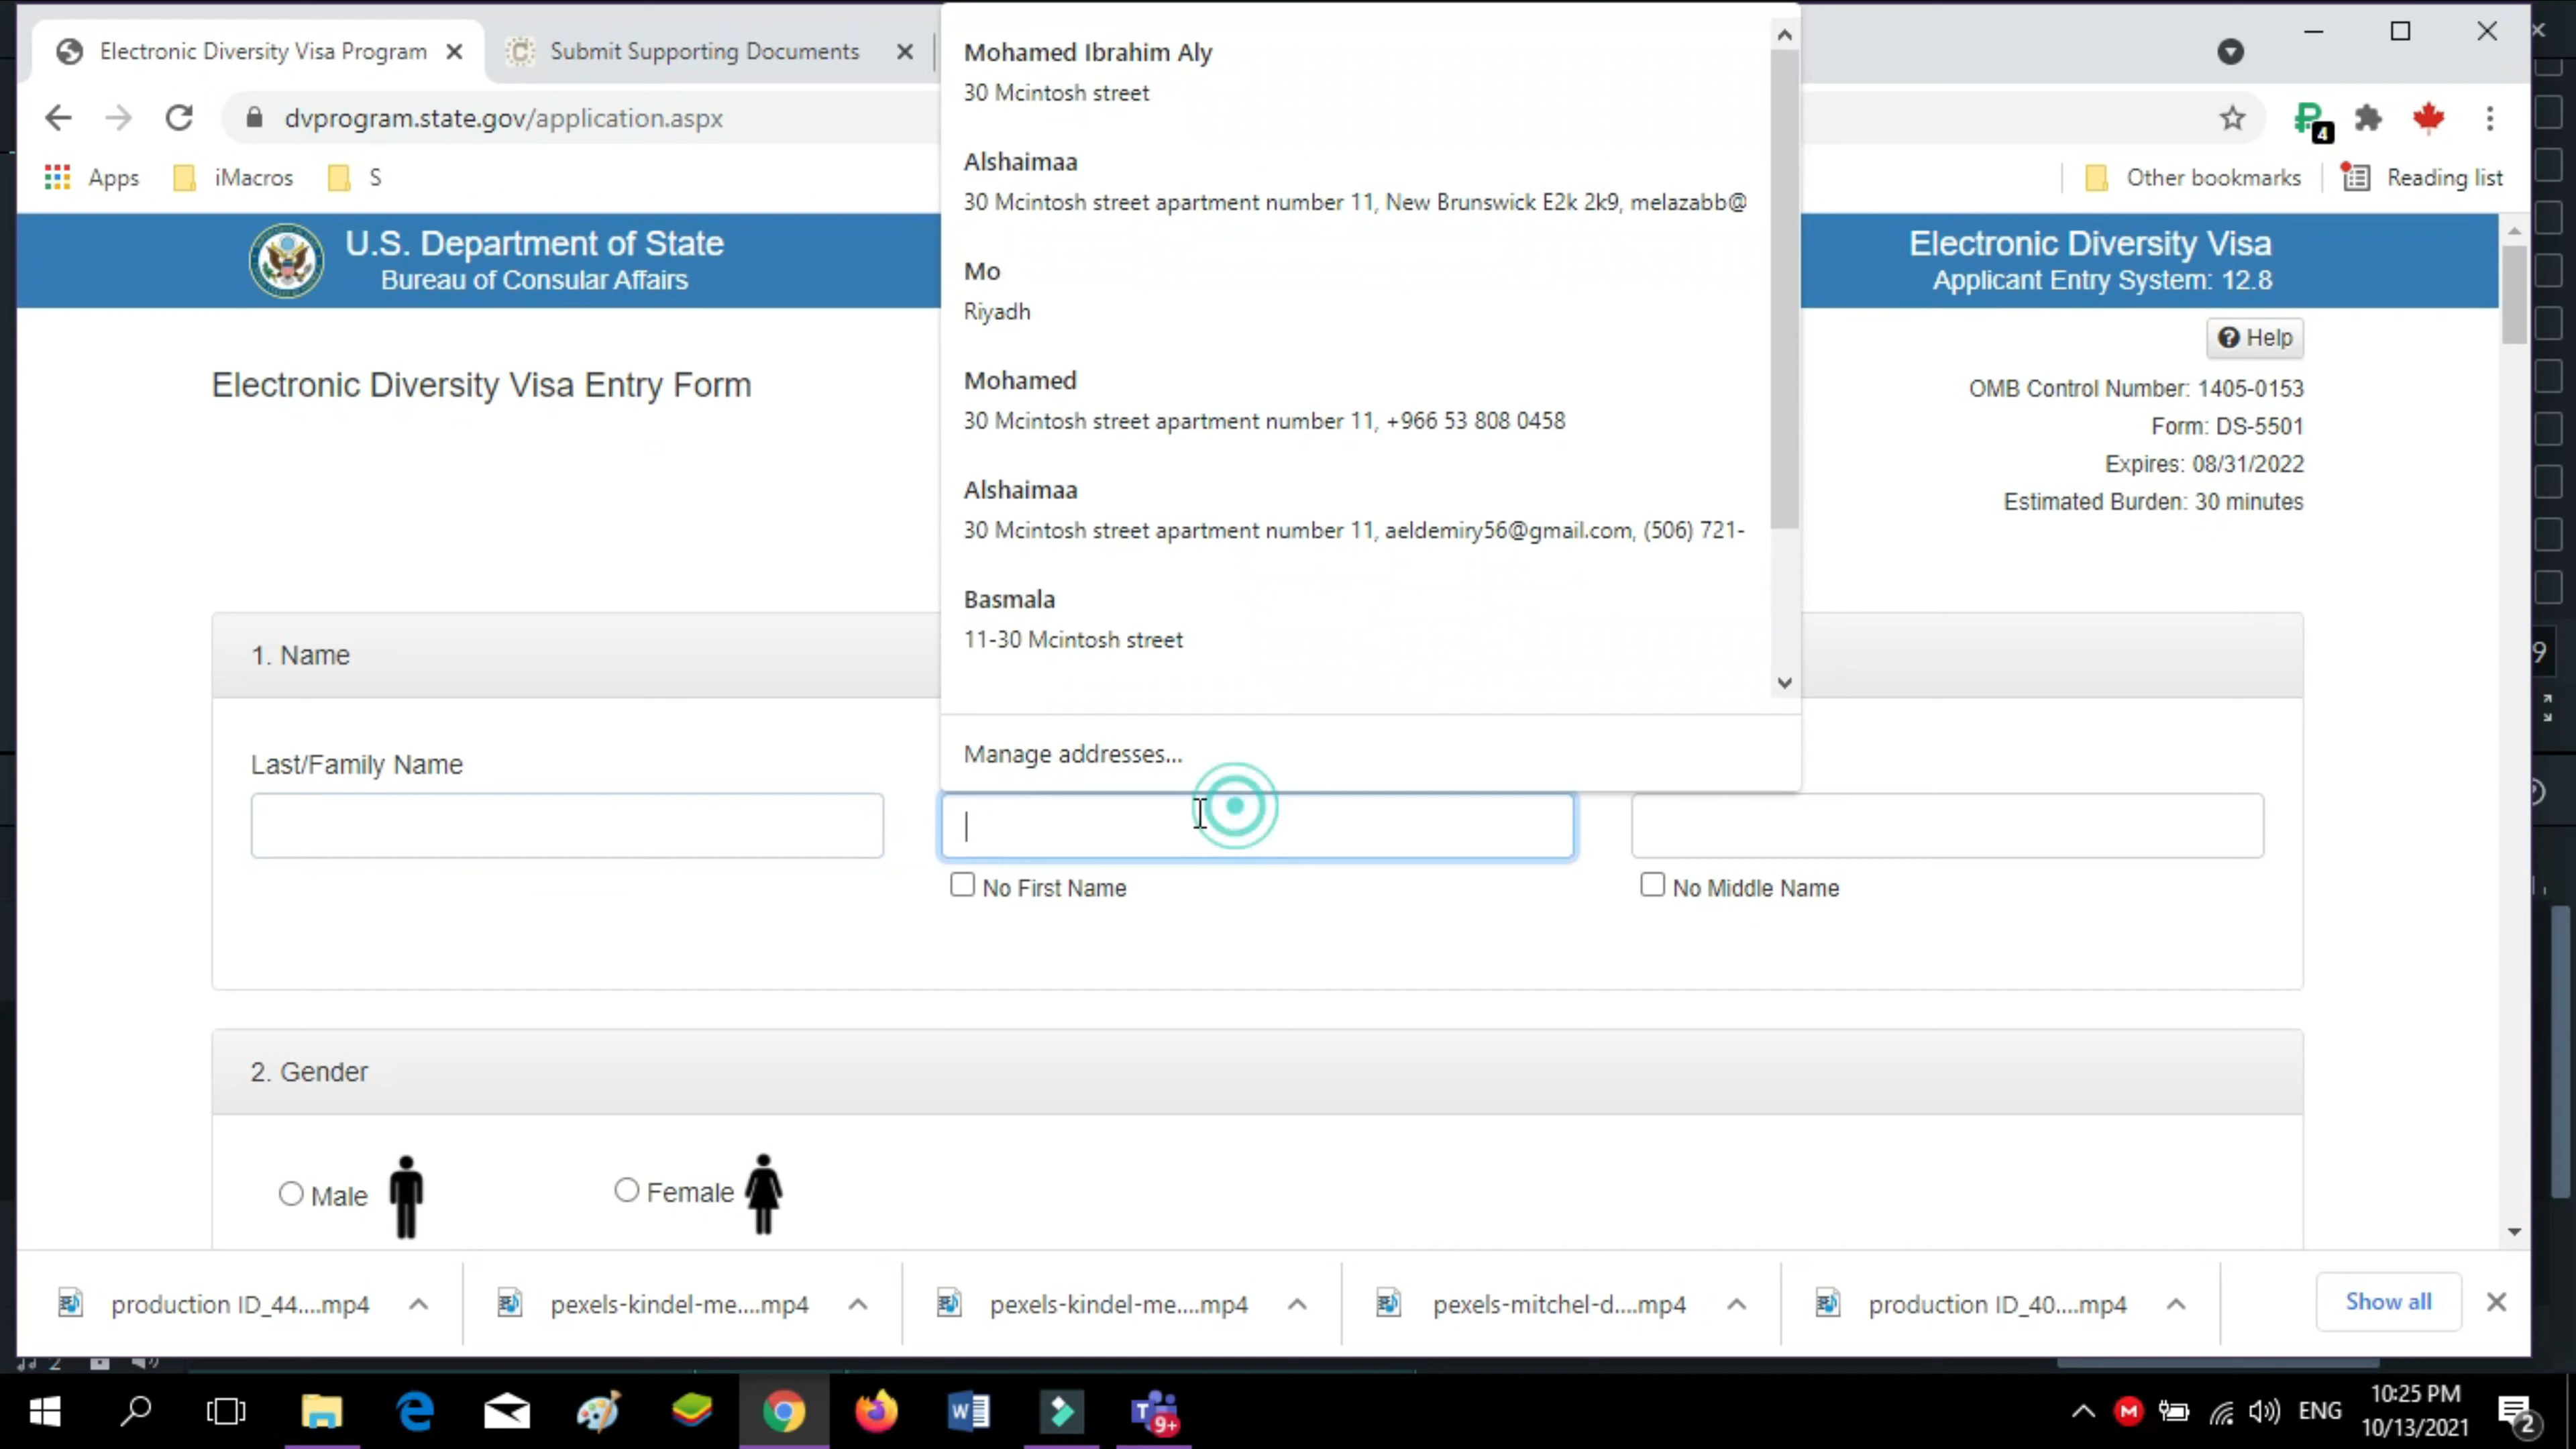 Electronic Diversity Visa Program
Submit Supporting Documents
dvprogram.state.gov/application.aspx
4
Apps
iMacros
S
Other bookmarks
Reading list
U.S. Department of State
Bureau of Consular Affairs
Electronic Diversity Visa
Applicant Entry System: 12.8
Help
Electronic Diversity Visa Entry Form
OMB Control Number: 1405-0153
Form: DS-5501
Expires: 08/31/2022
Estimated Burden: 30 minutes
Mohamed Ibrahim Aly
30 Mcintosh street
Alshaimaa
30 Mcintosh street apartment number 11, New Brunswick E2k 2k9, melazabb@
Mo
Riyadh
Mohamed
30 Mcintosh street apartment number 11, +966 53 808 0458
Alshaimaa
30 Mcintosh street apartment number 11, aeldemiry56@gmail.com, (506) 721-
Basmala
11-30 Mcintosh street
Manage addresses...
1. Name
Last/Family Name
No First Name
No Middle Name
2. Gender
Male
Female
production ID_44....mp4
pexels-kindel-me....mp4
pexels-kindel-me....mp4
pexels-mitchel-d....mp4
production ID_40....mp4
Show all
9
2
9+
ENG
10:25 PM
10/13/2021
2